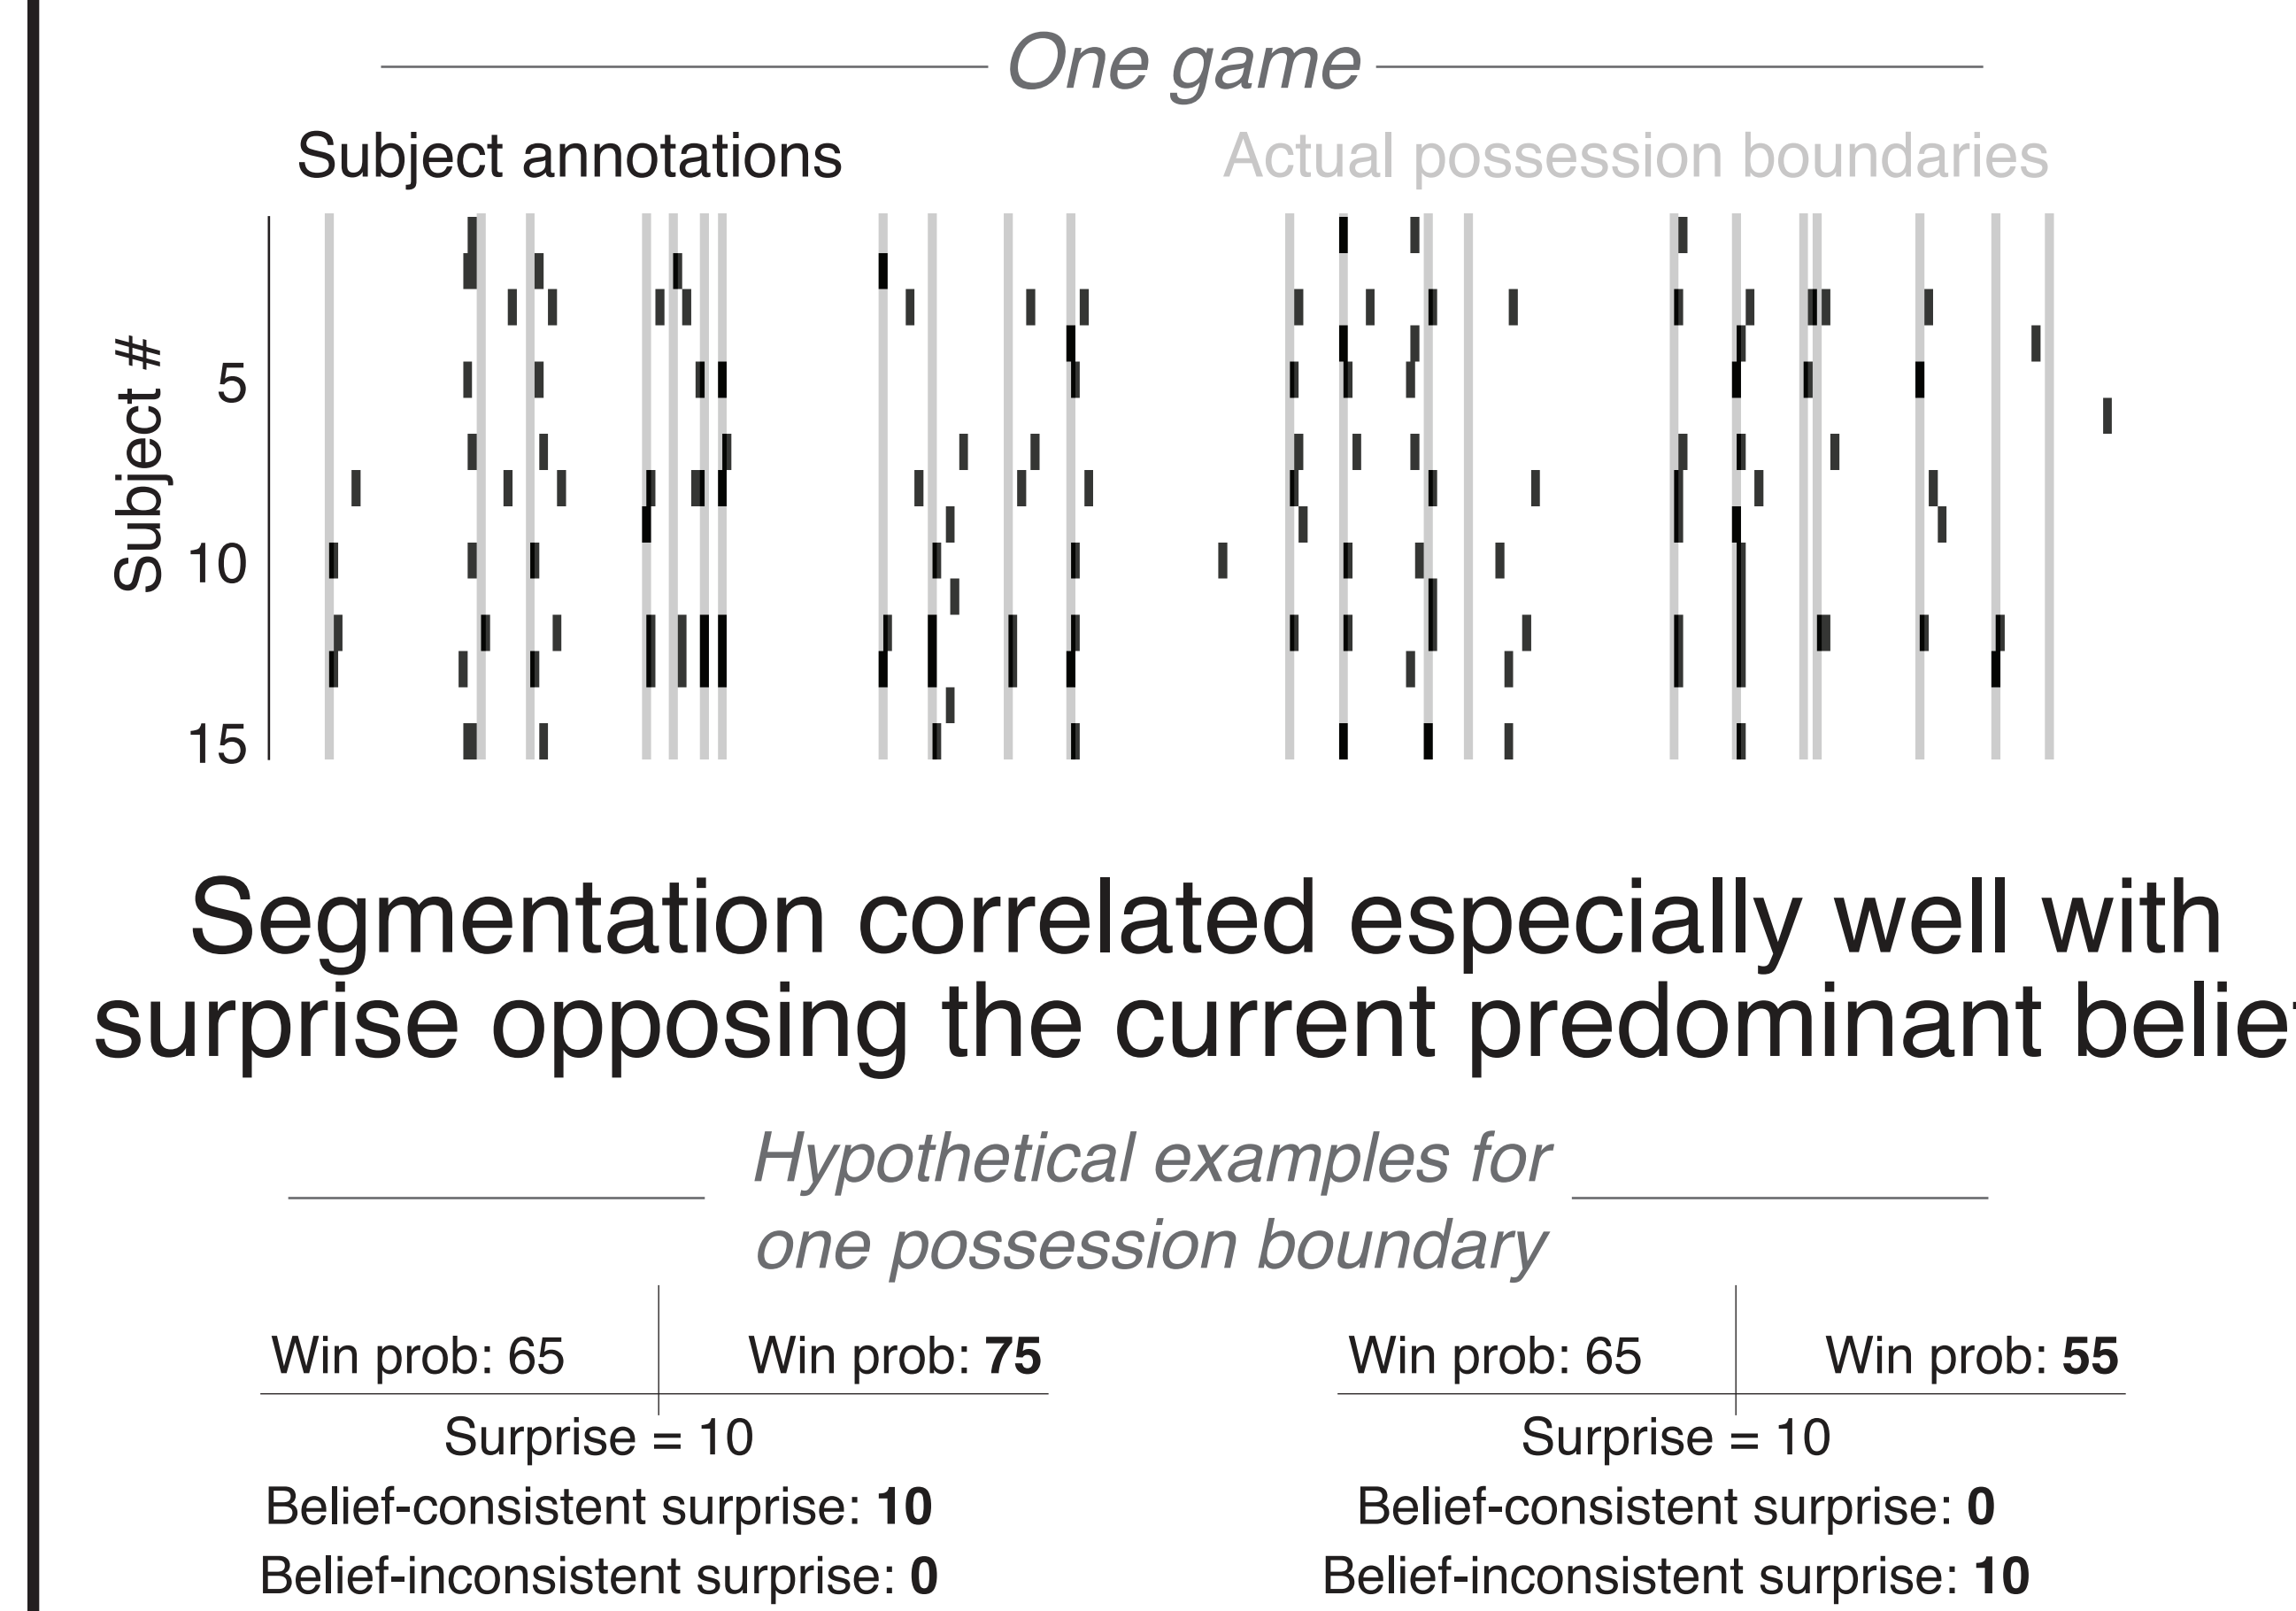 One game
Subject annotations
Actual possession boundaries
Subject #
5
10
15
Segmentation correlated especially well with
surprise opposing the current predominant belief
Hypothetical examples for
one possession boundary
Win prob: 65
Win prob: 75
Surprise = 10
Belief-consistent surprise: 10
Belief-inconsistent surprise: 0
Win prob: 65
Win prob: 55
Surprise = 10
Belief-consistent surprise: 0
Belief-inconsistent surprise: 10